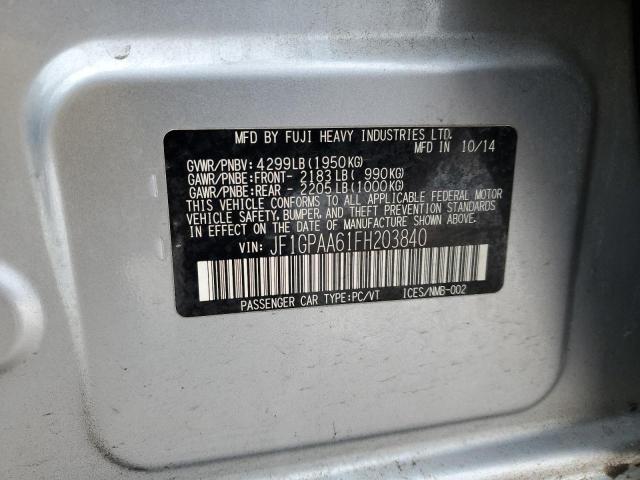 MFD BY FUJI HEAVY INDUSTRIES LTD.
MFD IN 10/14
GVWR/PNBV: 4299LB(1950KG)
GAWR/PNBE:FRONT- 2183LB( 990KG)
GAWR/PNBE:REAR - 2205LB(1000KG)
THIS VEHICLE CONFORMS TO ALL APPLICABLE FEDERAL MOTOR
VEHICLE SAFETY, BUMPER, AND THEFT PREVENTION STANDARDS
IN EFFECT ON THE DATE OF MANUFACTURE SHOWN ABOVE.
VIN: JF1GPAA61FH203840
PASSENGER CAR TYPE:PC/VT ICES/NMB-002